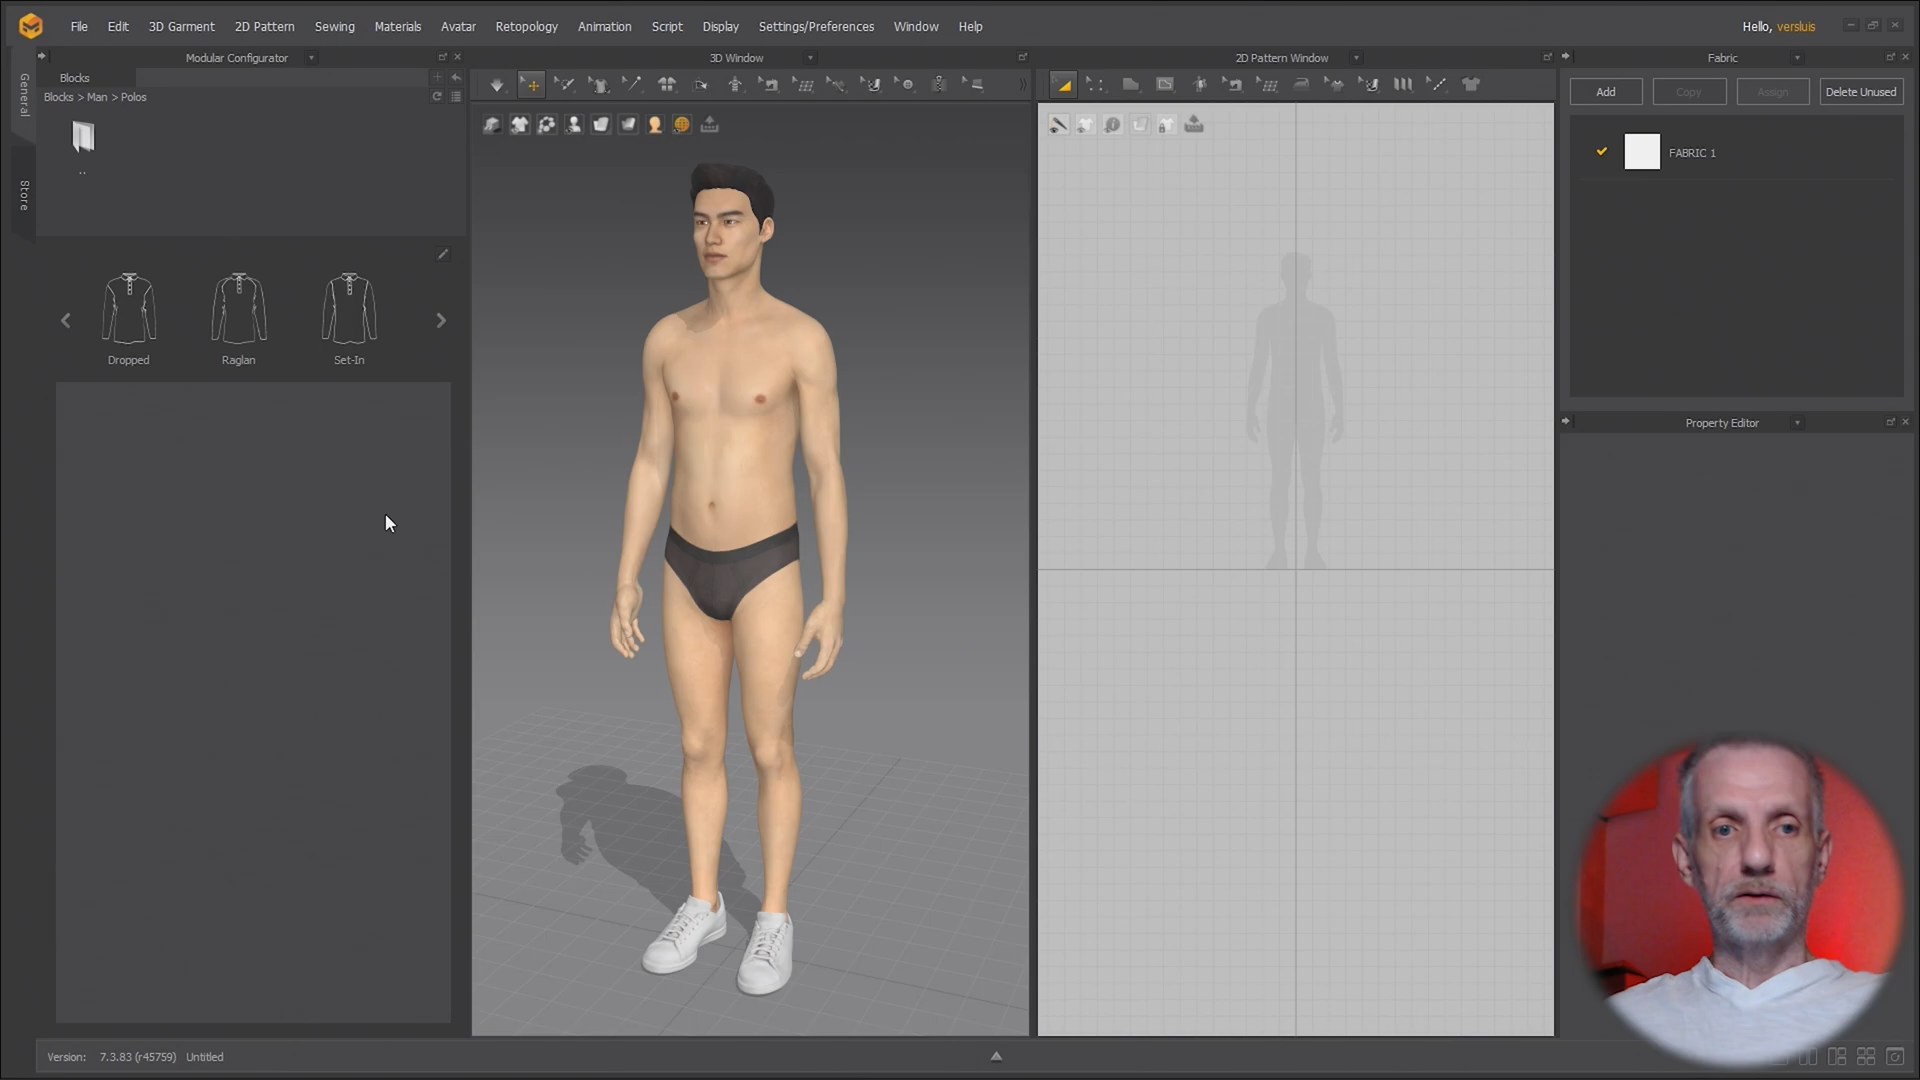 File Edit 3D Garment 2D Pattern Sewing Materials Avatar Retopology Animation Script Display Settings/Preferences Window Help Hello, versluis
Modular Configurator 3D Window 2D Pattern Window Fabric
General
Store
Blocks
Blocks > Man > Polos
..
Dropped Raglan Set-In
Add Copy Assign Delete Unused
FABRIC 1
Property Editor
Version: 7.3.83 (r45759) Untitled